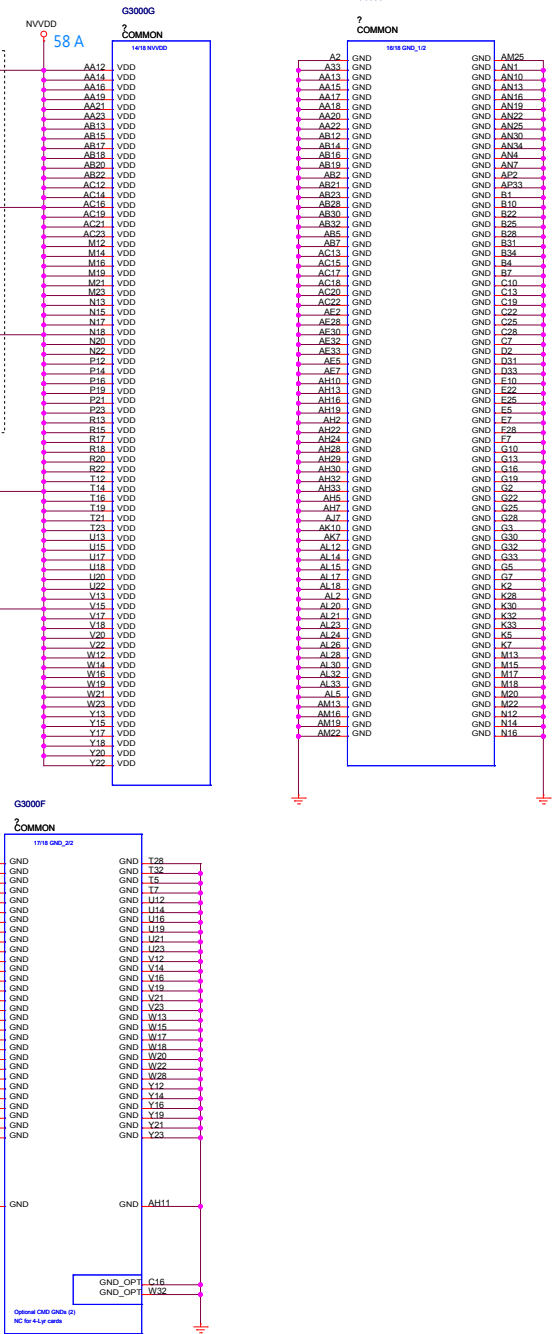 G3000G
NVVDD
58 A
?
COMMON
14/18 NVVDD
AA12 VDD
AA14 VDD
AA16 VDD
AA19 VDD
AA21 VDD
AA23 VDD
AB13 VDD
AB15 VDD
AB17 VDD
AB18 VDD
AB20 VDD
AB22 VDD
AC12 VDD
AC14 VDD
AC16 VDD
AC19 VDD
AC21 VDD
AC23 VDD
M12 VDD
M14 VDD
M16 VDD
M19 VDD
M21 VDD
M23 VDD
N13 VDD
N15 VDD
N17 VDD
N18 VDD
N20 VDD
N22 VDD
P12 VDD
P14 VDD
P16 VDD
P19 VDD
P21 VDD
P23 VDD
R13 VDD
R15 VDD
R17 VDD
R18 VDD
R20 VDD
R22 VDD
T12 VDD
T14 VDD
T16 VDD
T19 VDD
T21 VDD
T23 VDD
U13 VDD
U15 VDD
U17 VDD
U18 VDD
U20 VDD
U22 VDD
V13 VDD
V15 VDD
V17 VDD
V18 VDD
V20 VDD
V22 VDD
W12 VDD
W14 VDD
W16 VDD
W19 VDD
W21 VDD
W23 VDD
Y13 VDD
Y15 VDD
Y17 VDD
Y18 VDD
Y20 VDD
Y22 VDD
?
COMMON
16/18 GND_1/2
A2 GND GND AM25
A33 GND GND AN1
AA13 GND GND AN10
AA15 GND GND AN13
AA17 GND GND AN16
AA18 GND GND AN19
AA20 GND GND AN22
AA22 GND GND AN25
AB12 GND GND AN30
AB14 GND GND AN34
AB16 GND GND AN4
AB19 GND GND AN7
AB2 GND GND AP2
AB21 GND GND AP33
AB23 GND GND B1
AB28 GND GND B10
AB30 GND GND B22
AB32 GND GND B25
AB5 GND GND B28
AB7 GND GND B31
AC13 GND GND B34
AC15 GND GND B4
AC17 GND GND B7
AC18 GND GND C10
AC20 GND GND C13
AC22 GND GND C19
AE2 GND GND C22
AE28 GND GND C25
AE30 GND GND C28
AE32 GND GND C7
AE33 GND GND D2
AE5 GND GND D31
AE7 GND GND D33
AH10 GND GND E10
AH13 GND GND E22
AH16 GND GND E25
AH19 GND GND E5
AH2 GND GND E7
AH22 GND GND F28
AH24 GND GND F7
AH28 GND GND G10
AH29 GND GND G13
AH30 GND GND G16
AH32 GND GND G19
AH33 GND GND G2
AH5 GND GND G22
AH7 GND GND G25
AJ7 GND GND G28
AK10 GND GND G3
AK7 GND GND G30
AL12 GND GND G32
AL14 GND GND G33
AL15 GND GND G5
AL17 GND GND G7
AL18 GND GND K2
AL2 GND GND K28
AL20 GND GND K30
AL21 GND GND K32
AL23 GND GND K33
AL24 GND GND K5
AL26 GND GND K7
AL28 GND GND M13
AL30 GND GND M15
AL32 GND GND M17
AL33 GND GND M18
AL5 GND GND M20
AM13 GND GND M22
AM16 GND GND N12
AM19 GND GND N14
AM22 GND GND N16
G3000F
?
COMMON
17/18 GND_2/2
GND GND T28
GND GND T32
GND GND T5
GND GND T7
GND GND U12
GND GND U14
GND GND U16
GND GND U19
GND GND U21
GND GND U23
GND GND V12
GND GND V14
GND GND V16
GND GND V19
GND GND V21
GND GND V23
GND GND W13
GND GND W15
GND GND W17
GND GND W18
GND GND W20
GND GND W22
GND GND W28
GND GND Y12
GND GND Y14
GND GND Y16
GND GND Y19
GND GND Y21
GND GND Y23
GND GND AH11
GND_OPT C16
GND_OPT W32
Optional CMD GNDs (2)
NC for 4-Lyr cards